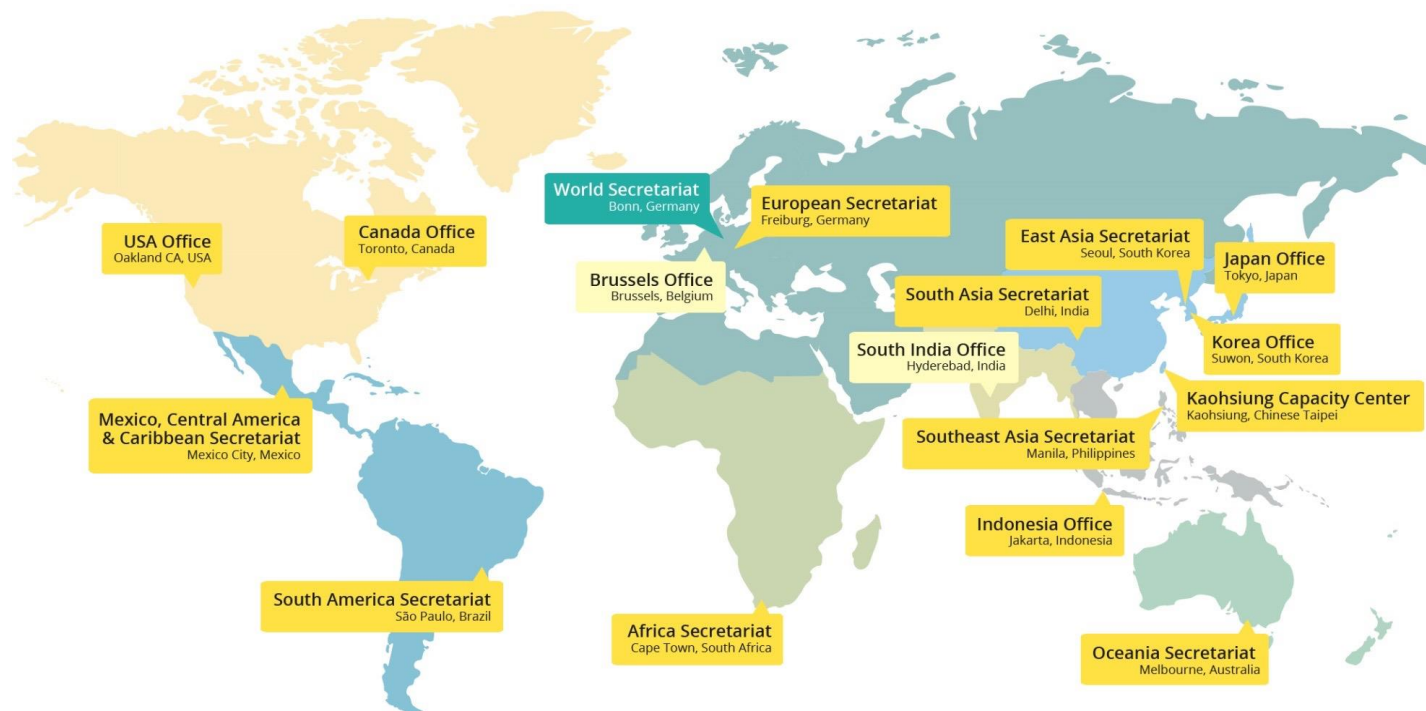 World Secretariat
Bonn, Germany
European Secretariat
Freiburg, Germany
USA Office
Oakland CA, USA
Canada Office
Toronto, Canada
East Asia Secretariat
Seoul, South Korea
Japan Office
Tokyo, Japan
Brussels Office
Brussels, Belgium
South Asia Secretariat
Delhi, India
South India Office
Hyderebad, India
Korea Office
Suwon, South Korea
Mexico, Central America
& Caribbean Secretariat
Mexico City, Mexico
Kaohsiung Capacity Center
Kaohsiung, Chinese Taipei
Southeast Asia Secretariat
Manila, Philippines
Indonesia Office
Jakarta, Indonesia
South America Secretariat
São Paulo, Brazil
Africa Secretariat
Cape Town, South Africa
Oceania Secretariat
Melbourne, Australia